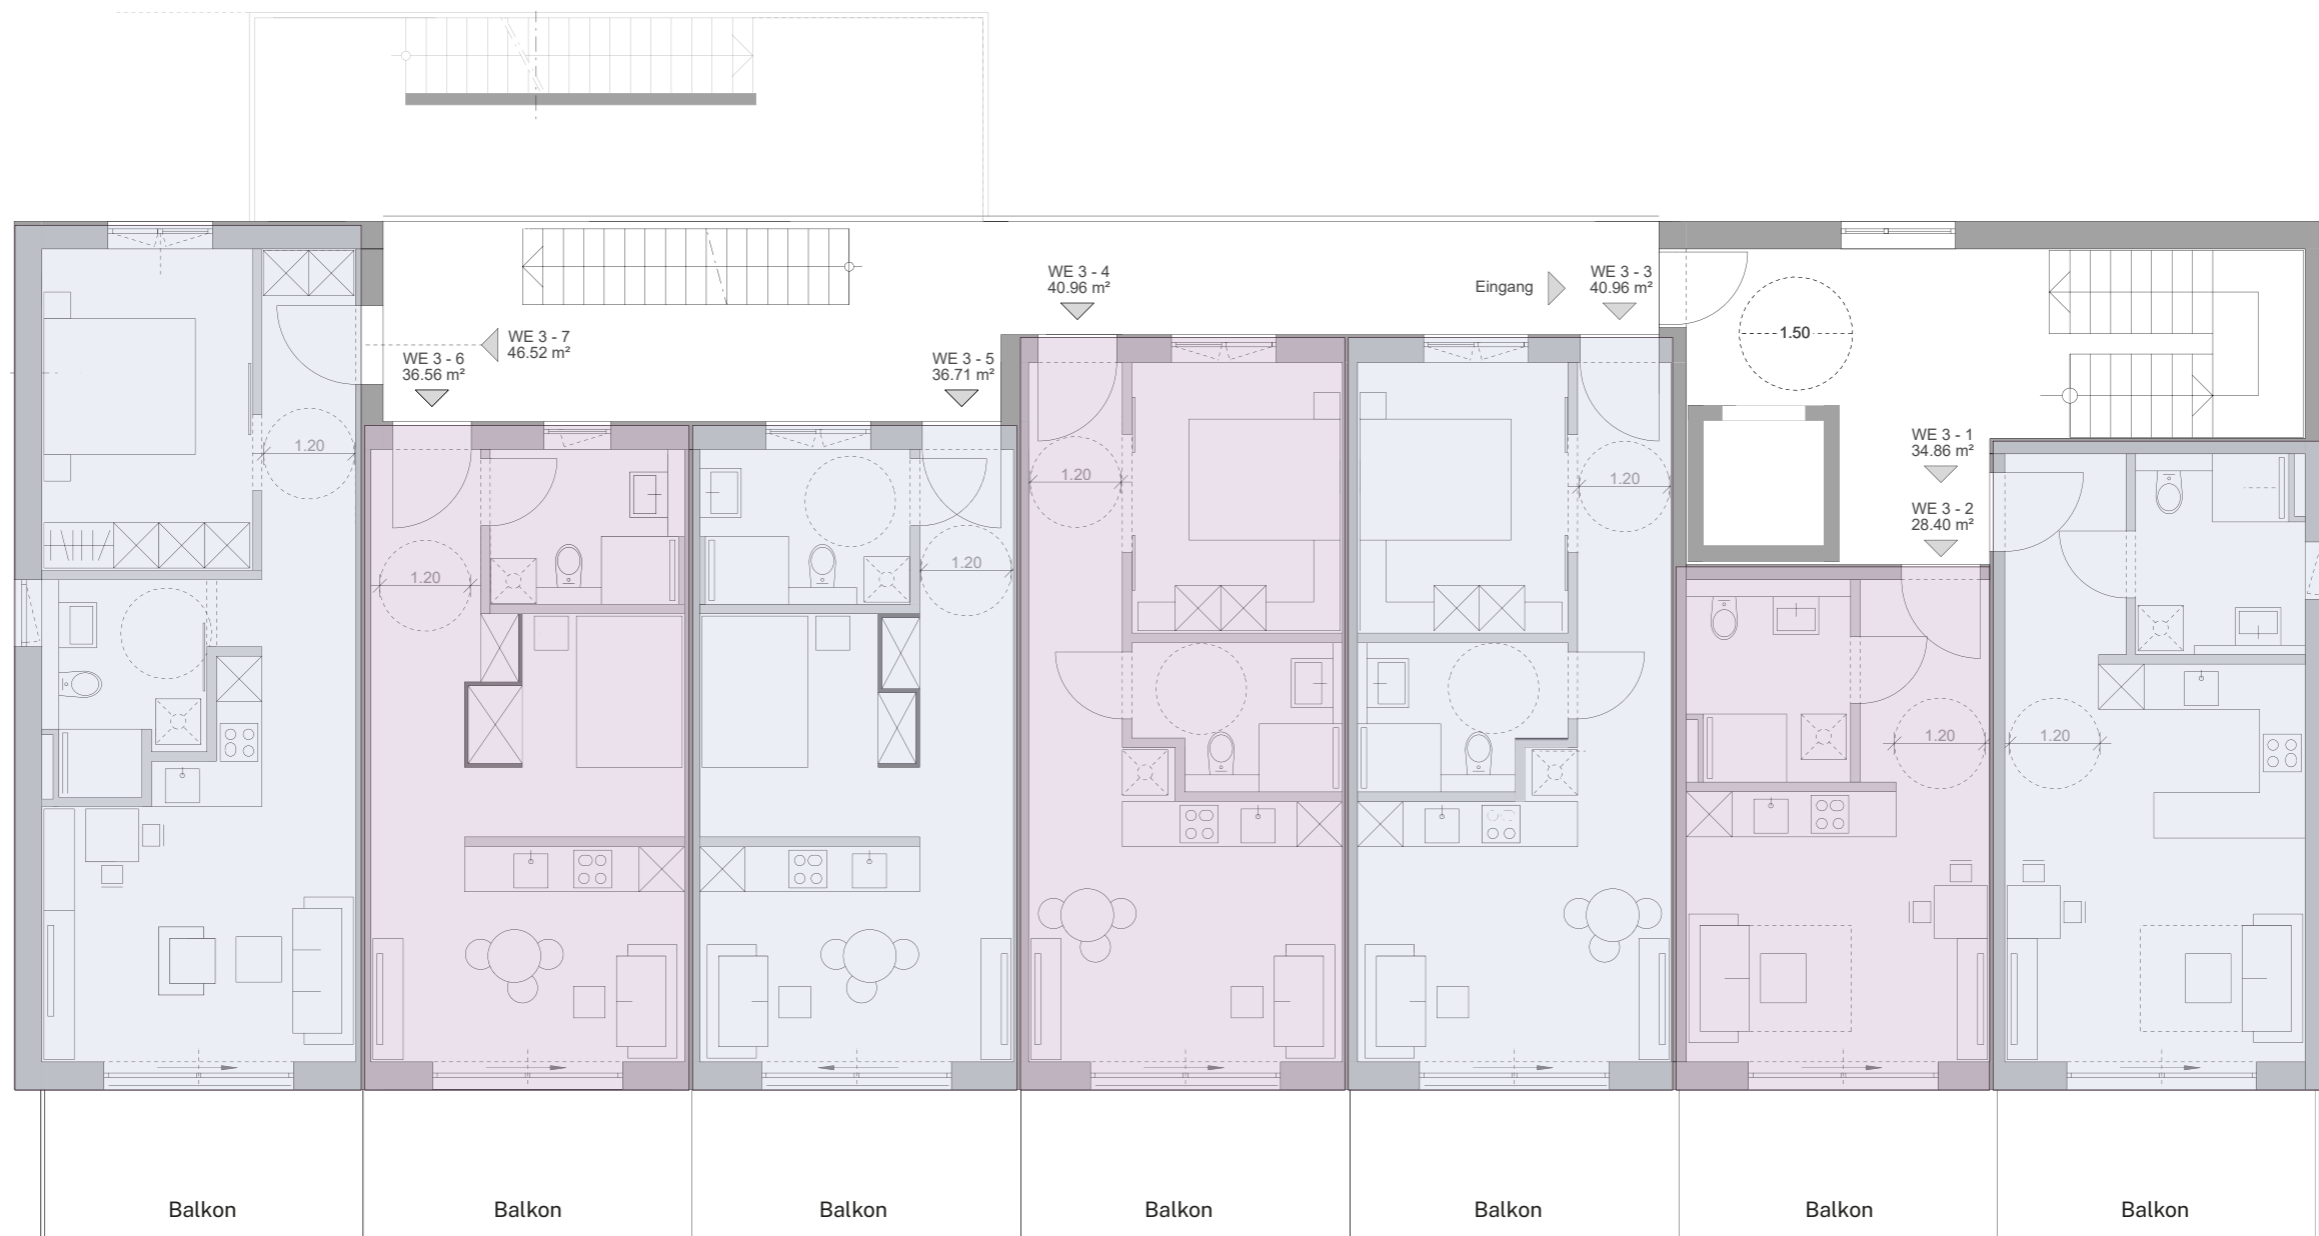 WE 3 - 4
40.96 m²
Eingang
WE 3 - 3
40.96 m²
1.50
WE 3 - 7
46.52 m²
WE 3 - 6
36.56 m²
WE 3 - 5
36.71 m²
WE 3 - 1
34.86 m²
WE 3 - 2
28.40 m²
1.20
1.20
1.20
1.20
1.20
1.20
1.20
Balkon
Balkon
Balkon
Balkon
Balkon
Balkon
Balkon